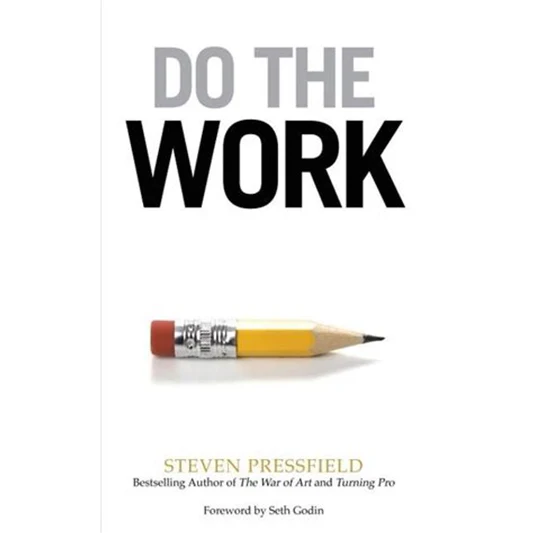 DO THE
WORK
STEVEN PRESSFIELD
Bestselling Author of The War of Art and Turning Pro
Foreword by Seth Godin